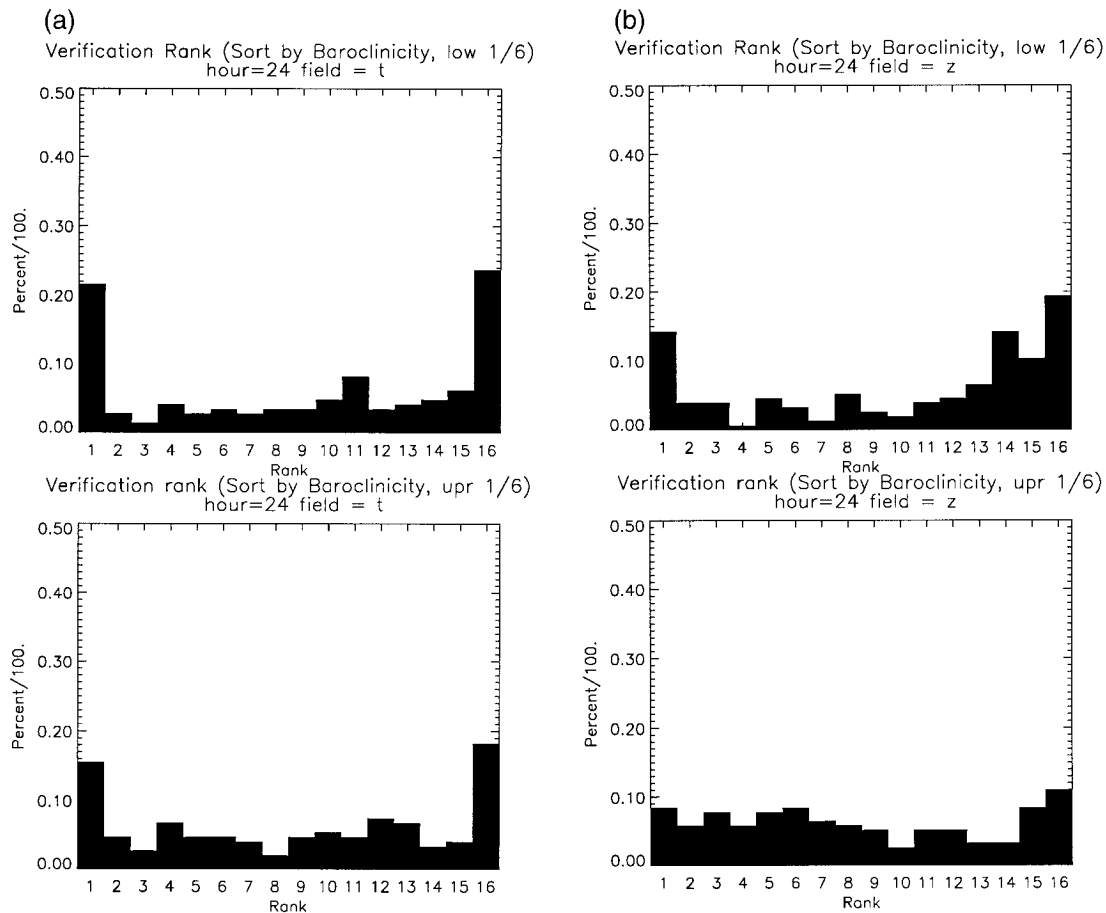 (a)
Verification Rank (Sort by Baroclinicity, low 1/6)
hour=24 field = t
0.50
0.40
0.30
0.20
0.10
0.00
Percent/100.
1 2 3 4 5 6 7 8 9 10 11 12 13 14 15 16
Rank
(b)
Verification Rank (Sort by Baroclinicity, low 1/6)
hour=24 field = z
0.50
0.40
0.30
0.20
0.10
0.00
Percent/100.
1 2 3 4 5 6 7 8 9 10 11 12 13 14 15 16
Rank
Verification rank (Sort by Baroclinicity, upr 1/6)
hour=24 field = t
0.50
0.40
0.30
0.20
0.10
0.00
Percent/100.
1 2 3 4 5 6 7 8 9 10 11 12 13 14 15 16
Rank
Verification rank (Sort by Baroclinicity, upr 1/6)
hour=24 field = z
0.50
0.40
0.30
0.20
0.10
0.00
Percent/100.
1 2 3 4 5 6 7 8 9 10 11 12 13 14 15 16
Rank